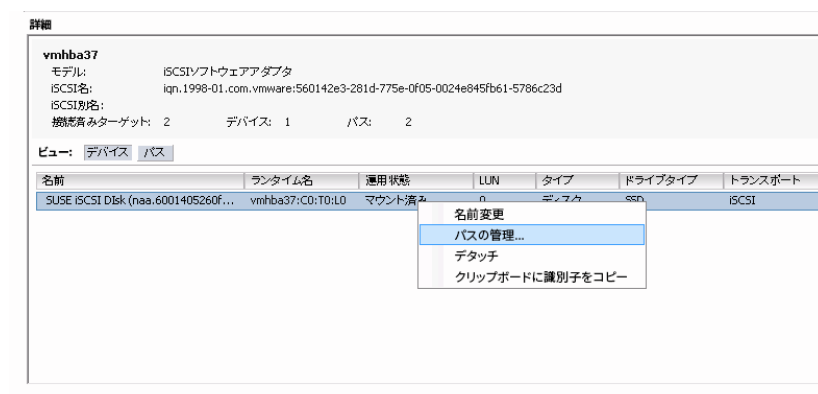 詳細
vmhba37
モデル: iSCSIソフトウェアアダプタ
iSCSI名: iqn.1998-01.com.vmware:560142e3-281d-775e-0f05-0024e845fb61-5786c23d
iSCSI別名:
接続済みターゲット: 2 デバイス: 1 パス: 2
ビュー: デバイス パス
名前 ランタイム名 運用状態 LUN タイプ ドライブタイプ トランスポート
SUSE iSCSI DIsk (naa.6001405260f... vmhba37:C0:T0:L0 マウント済み 0 ディスク SSD iSCSI
名前変更
パスの管理...
デタッチ
クリップボードに識別子をコピー